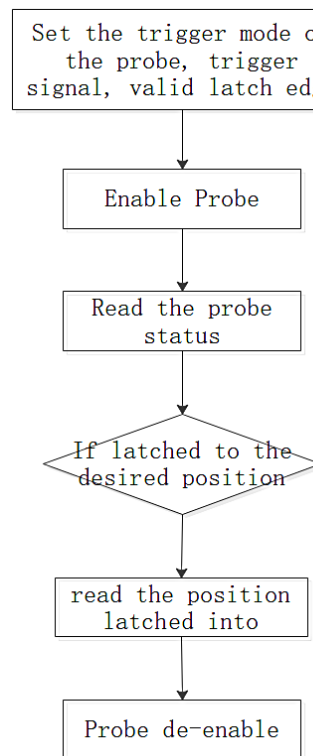 Set the trigger mode
the probe, trigger
signal, valid latch
Enable Probe
Read the probe
status
If latched to the
desired position
read the position
latched into
Probe de-enable